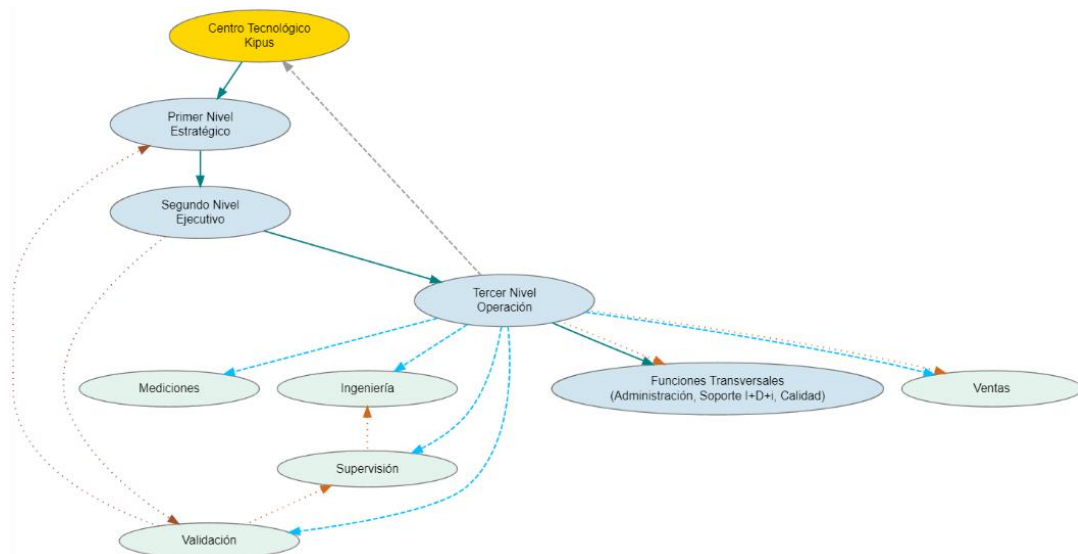 Centro Tecnológico
Kipus
Primer Nivel
Estratégico
Segundo Nivel
Ejecutivo
Tercer Nivel
Operación
Mediciones
Ingeniería
Funciones Transversales
(Administración, Soporte I+D+i, Calidad)
Ventas
Supervisión
Validación